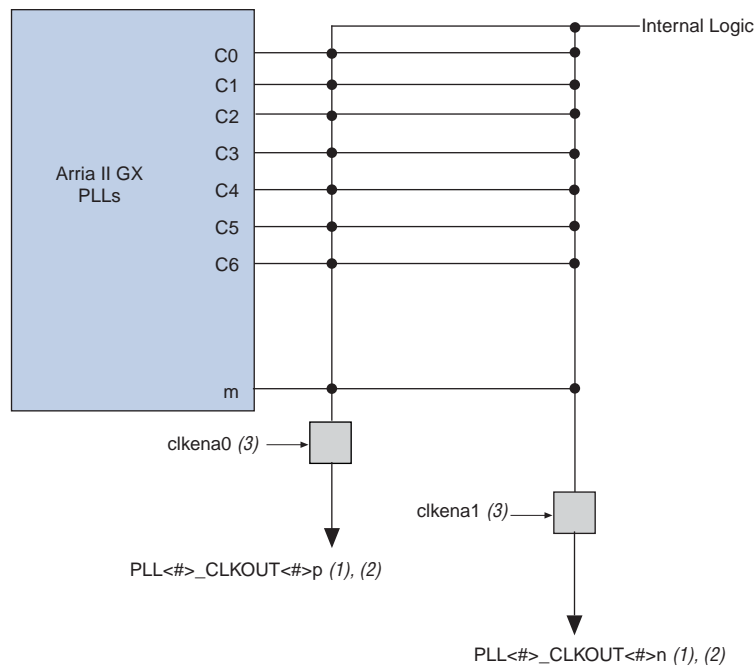 Internal Logic
C0
C1
C2
C3
C4
C5
C6
Arria II GX
PLLs
m
clkena0 (3)
clkena1 (3)
PLL<#>_CLKOUT<#>p (1), (2)
PLL<#>_CLKOUT<#>n (1), (2)